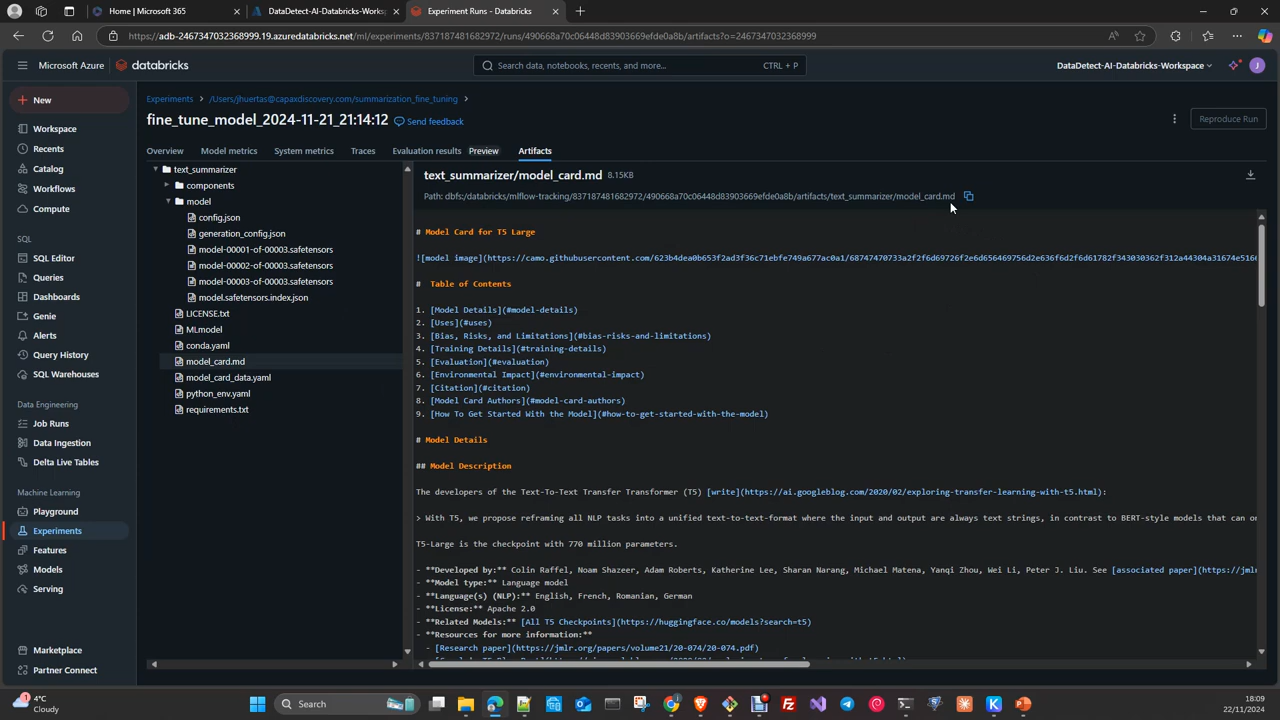 Home | Microsoft 365
DataDetect-AI-Databricks-Worksp
Experiment Runs - Databricks
https://adb-2467347032368999.19.azuredatabricks.net/ml/experiments/837187481682972/runs/490668a70c06448d83903669efde0a8b/artifacts?o=2467347032368999
Microsoft Azure
databricks
Search data, notebooks, recents, and more...
CTRL + P
DataDetect-AI-Databricks-Workspace
J
New
Workspace
Recents
Catalog
Workflows
Compute
SQL
SQL Editor
Queries
Dashboards
Genie
Alerts
Query History
SQL Warehouses
Data Engineering
Job Runs
Data Ingestion
Delta Live Tables
Machine Learning
Playground
Experiments
Features
Models
Serving
Marketplace
Partner Connect
Experiments > /Users/jhuertas@capaxdiscovery.com/summarization_fine_tuning >
fine_tune_model_2024-11-21_21:14:12
Send feedback
Reproduce Run
Overview
Model metrics
System metrics
Traces
Evaluation results Preview
Artifacts
text_summarizer
components
model
config.json
generation_config.json
model-00001-of-00003.safetensors
model-00002-of-00003.safetensors
model-00003-of-00003.safetensors
model.safetensors.index.json
LICENSE.txt
MLmodel
conda.yaml
model_card.md
model_card_data.yaml
python_env.yaml
requirements.txt
text_summarizer/model_card.md 8.15KB
Path: dbfs:/databricks/mlflow-tracking/837187481682972/490668a70c06448d83903669efde0a8b/artifacts/text_summarizer/model_card.md
# Model Card for T5 Large
# Table of Contents
1. [Model Details](#model-details)
2. [Uses](#uses)
3. [Bias, Risks, and Limitations](#bias-risks-and-limitations)
4. [Training Details](#training-details)
5. [Evaluation](#evaluation)
6. [Environmental Impact](#environmental-impact)
7. [Citation](#citation)
8. [Model Card Authors](#model-card-authors)
9. [How To Get Started With the Model](#how-to-get-started-with-the-model)
# Model Details
## Model Description
The developers of the Text-To-Text Transfer Transformer (T5) [write](https://ai.googleblog.com/2020/02/exploring-transfer-learning-with-t5.html):
> With T5, we propose reframing all NLP tasks into a unified text-to-text-format where the input and output are always text strings, in contrast to BERT-style models that can on
T5-Large is the checkpoint with 770 million parameters.
- **Developed by:** Colin Raffel, Noam Shazeer, Adam Roberts, Katherine Lee, Sharan Narang, Michael Matena, Yanqi Zhou, Wei Li, Peter J. Liu. See [associated paper](https://jml
- **Model type:** Language model
- **Language(s) (NLP):** English, French, Romanian, German
- **License:** Apache 2.0
- **Related Models:** [All T5 Checkpoints](https://huggingface.co/models?search=t5)
- **Resources for more information:**
- [Research paper](https://jmlr.org/papers/volume21/20-074/20-074.pdf)
4°C
Cloudy
Search
18:09
22/11/2024